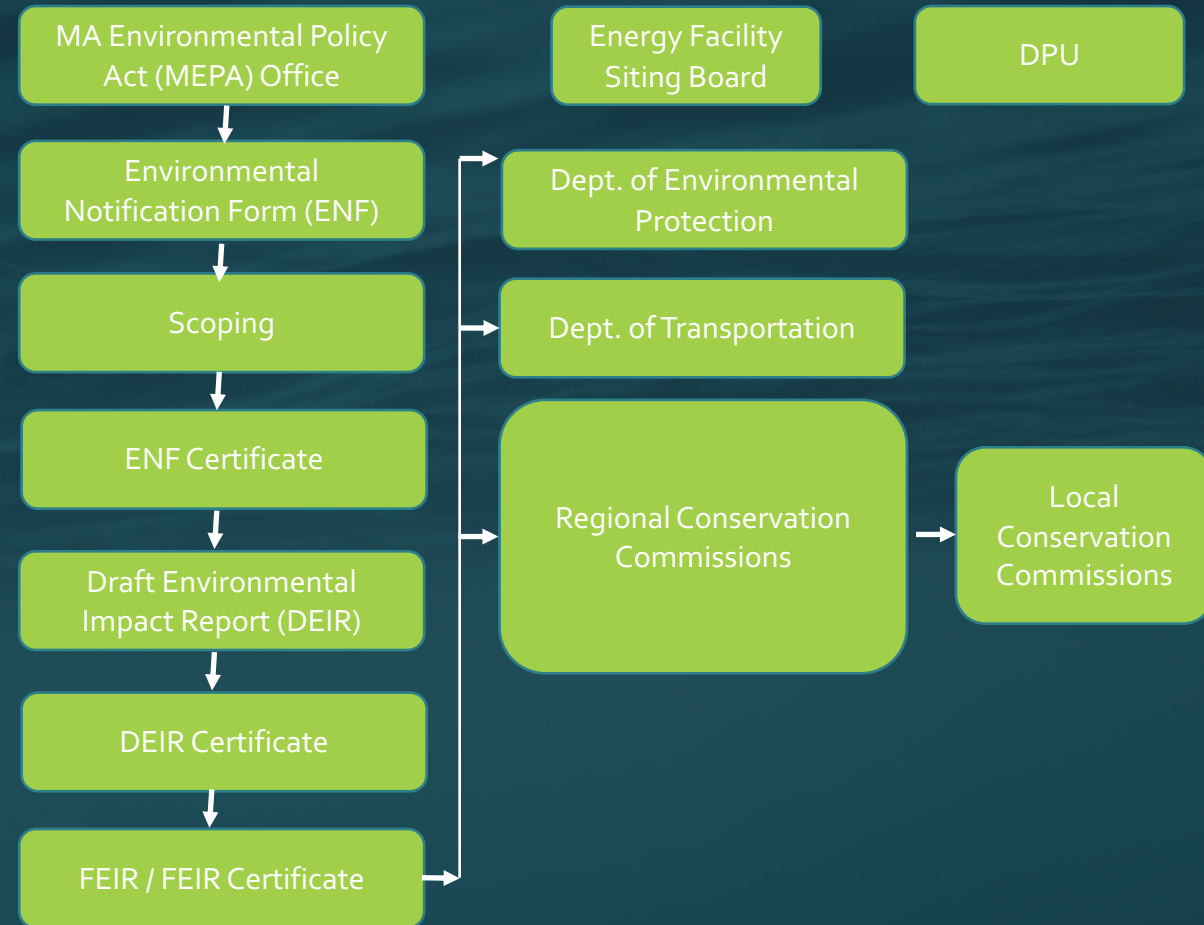 MA Environmental Policy
Act (MEPA) Office
Energy Facility
Siting Board
DPU
Environmental
Notification Form (ENF)
Dept. of Environmental
Protection
Scoping
Dept. of Transportation
ENF Certificate
Regional Conservation
Commissions
Local
Conservation
Commissions
Draft Environmental
Impact Report (DEIR)
DEIR Certificate
FEIR / FEIR Certificate